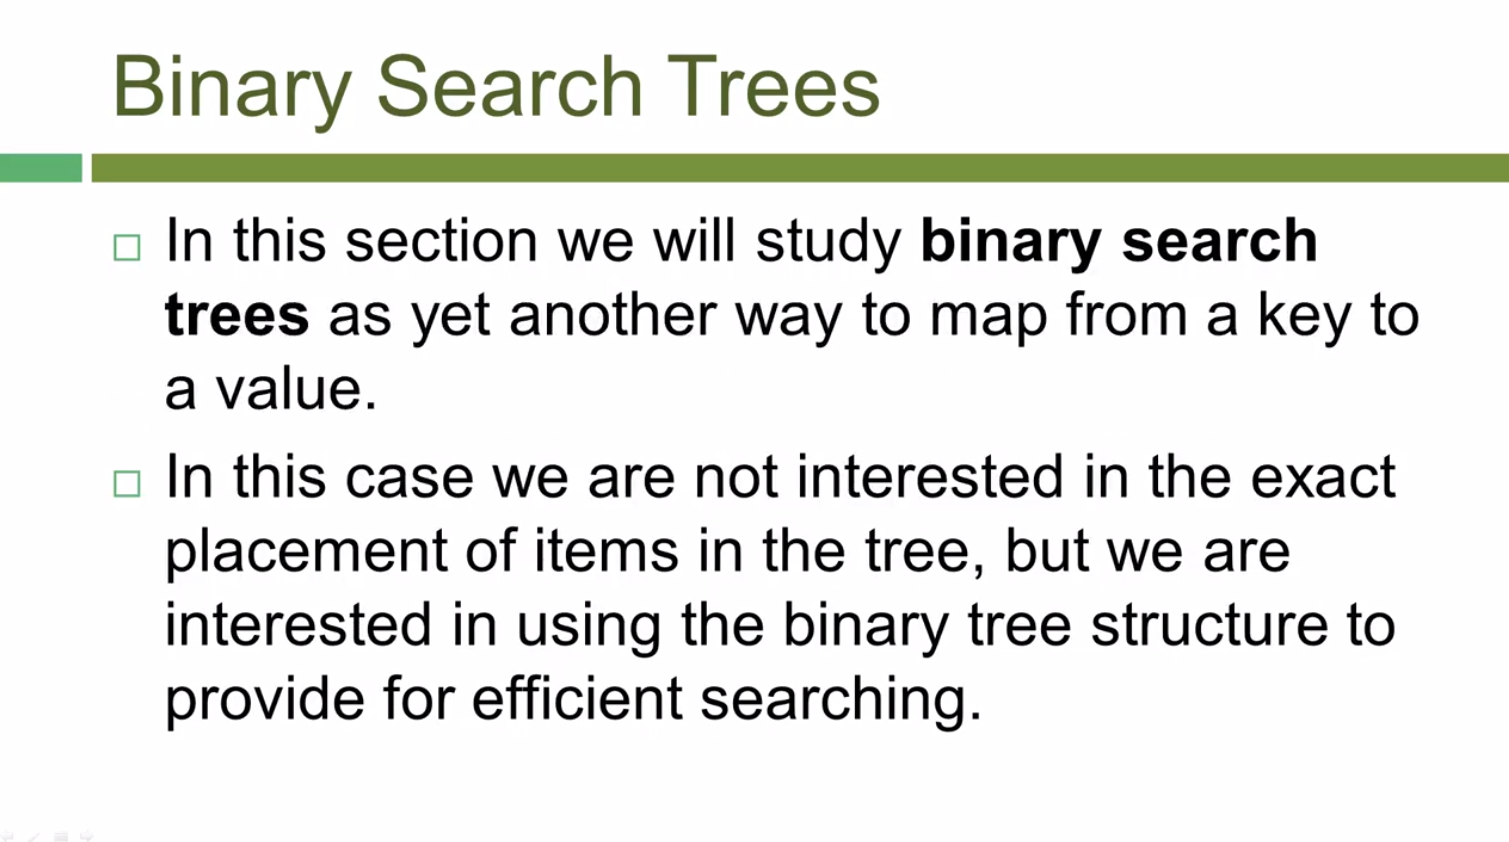 Binary Search Trees
In this section we will study binary search
trees as yet another way to map from a key to
a value.
In this case we are not interested in the exact
placement of items in the tree, but we are
interested in using the binary tree structure to
provide for efficient searching.